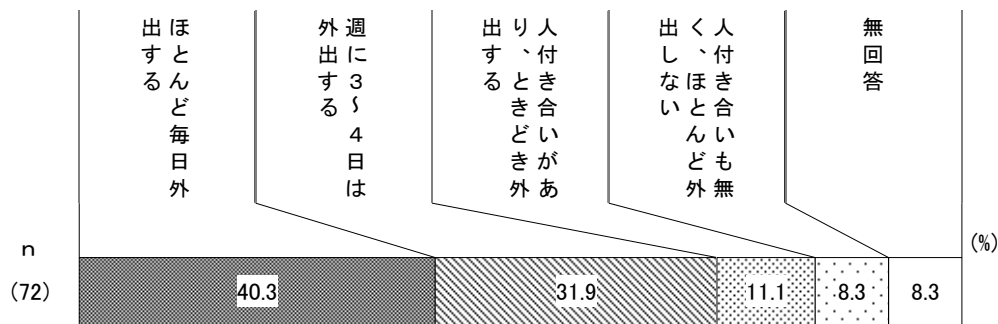 ほとんど毎日外
出する
週に３～４日は
外出する
人付き合いがあ
り、ときどき外
出する
人付き合いも無
く、ほとんど外
出しない
無回答
(%)
ｎ
(72)
40.3
31.9
11.1
8.3
8.3